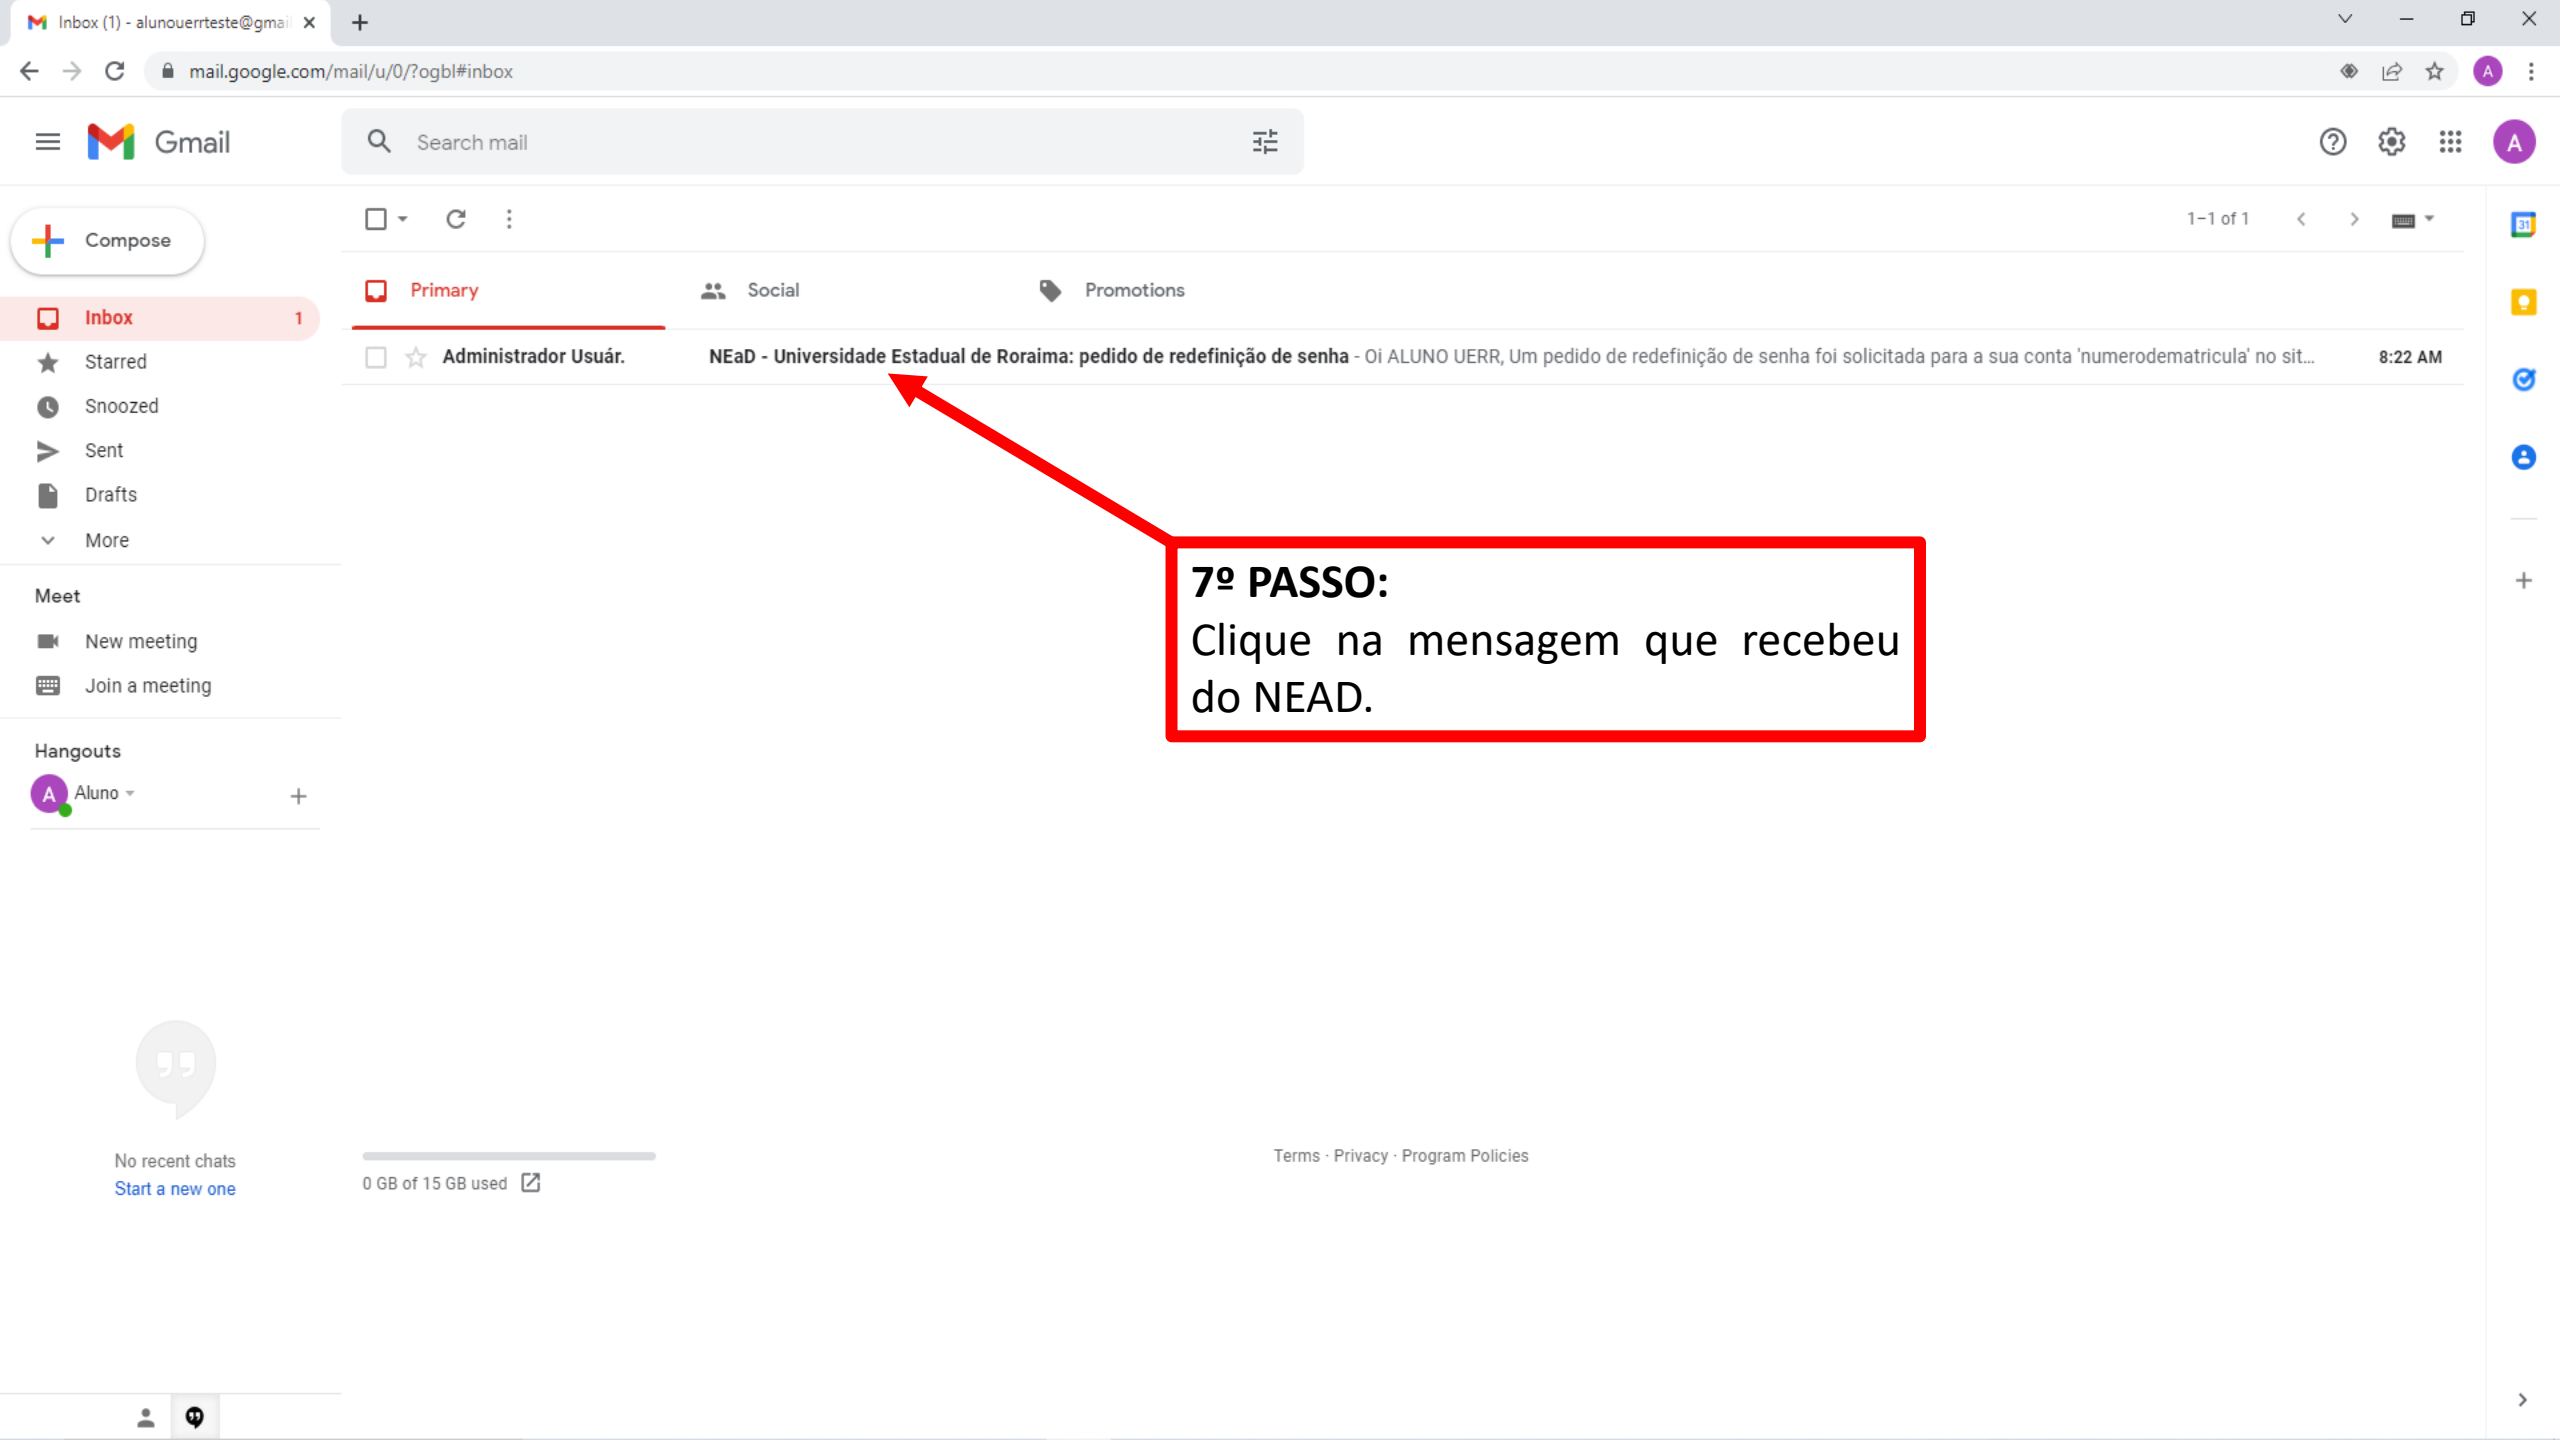 Inbox (1) - alunouerrteste@gmai
mail.google.com/mail/u/0/?ogbl#inbox
A
Gmail
Search mail
A
Compose
1–1 of 1
31
Primary
Social
Promotions
Inbox 1
Administrador Usuár. NEaD - Universidade Estadual de Roraima: pedido de redefinição de senha - Oi ALUNO UERR, Um pedido de redefinição de senha foi solicitada para a sua conta 'numerodematricula' no sit... 8:22 AM
Starred
Snoozed
Sent
Drafts
More
7º PASSO:
Clique na mensagem que recebeu
do NEAD.
Meet
New meeting
Join a meeting
Hangouts
A Aluno
No recent chats
Start a new one
0 GB of 15 GB used
Terms · Privacy · Program Policies